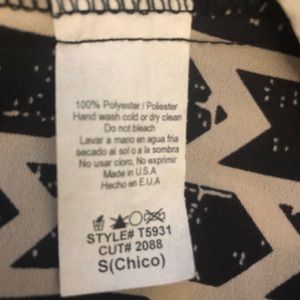 100% Polyester / Poliester
Hand wash cold or dry clean
Do not bleach
Lavar a mano en agua fria
secado al sol o a la sombra
No usar cloro, No exprimir
Made in U.S.A
Hecho en E.U.A
STYLE# T5931
CUT# 2088
S(Chico)